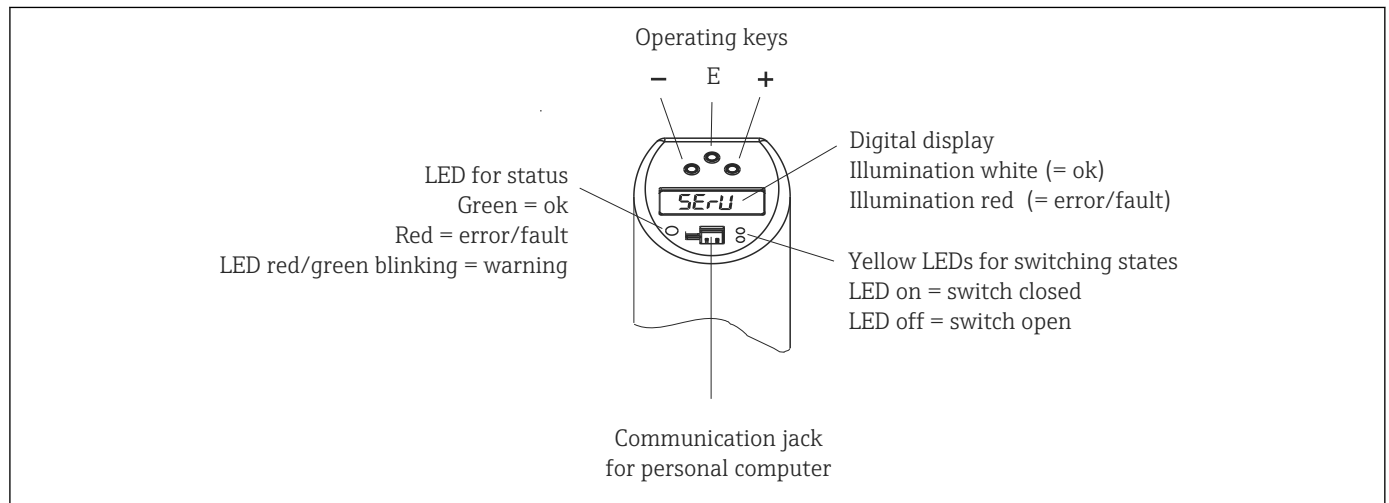 Operating keys
– E +
Digital display
Illumination white (= ok)
Illumination red (= error/fault)
LED for status
Green = ok
Red = error/fault
LED red/green blinking = warning
SErU
Yellow LEDs for switching states
LED on = switch closed
LED off = switch open
Communication jack
for personal computer